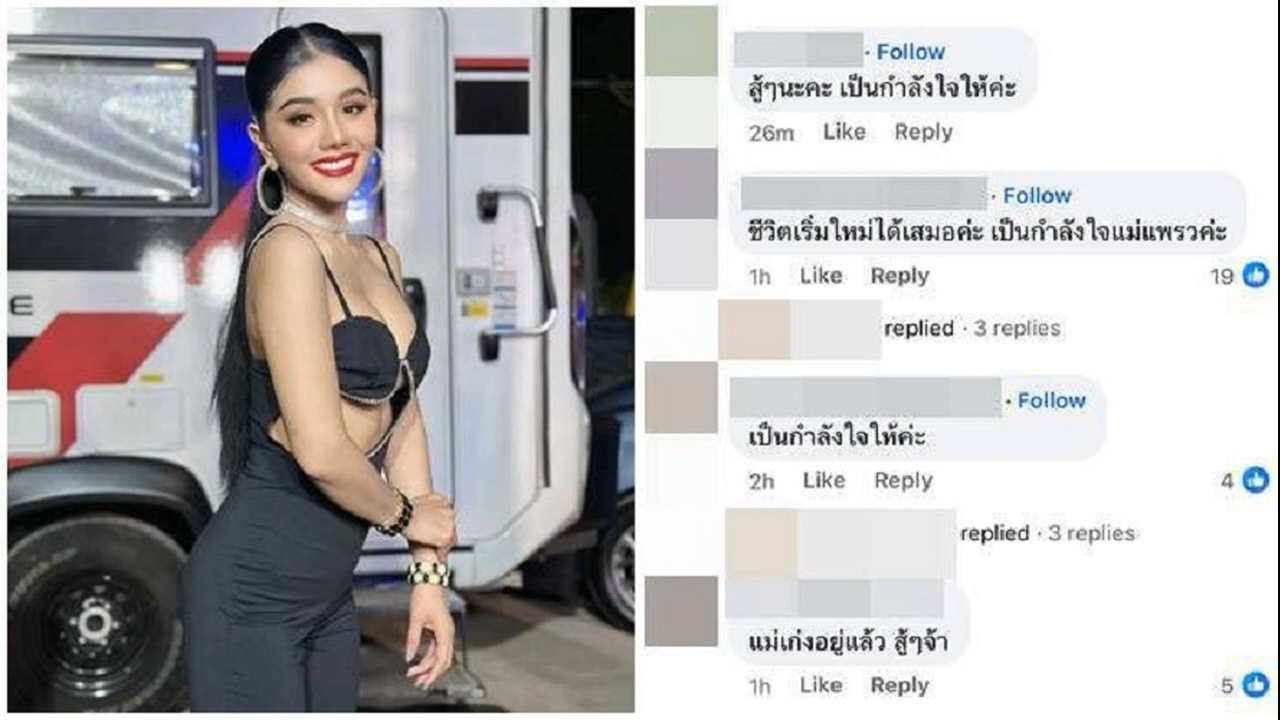 E
Follow
สู้ๆนะคะ เป็นกำลังใจให้ค่ะ
26m Like Reply
· Follow
ชีวิตเริ่มใหม่ได้เสมอค่ะ เป็นกำลังใจแม่แพรวค่ะ
1h Like Reply 19
replied · 3 replies
· Follow
เป็นกำลังใจให้ค่ะ
2h Like Reply 4
replied · 3 replies
แม่เก่งอยู่แล้ว สู้ๆจ้า
1h Like Reply 5